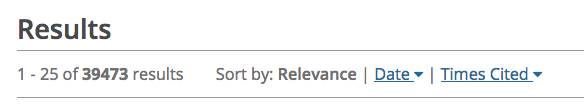 Results
1 - 25 of 39473 results Sort by: Relevance | Date | Times Cited